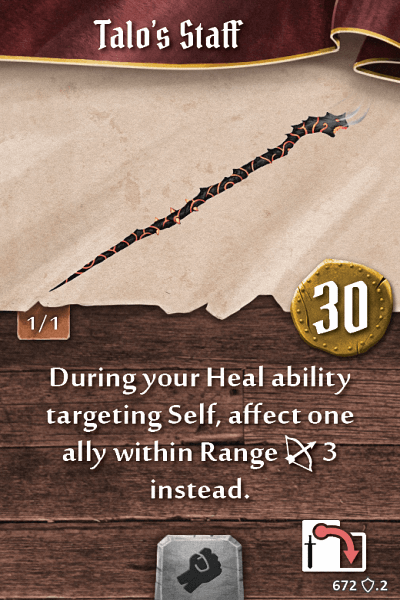 Talo's Staff
1/1
30
During your Heal ability
targeting Self, affect one
ally within Range 3
instead.
672 .2